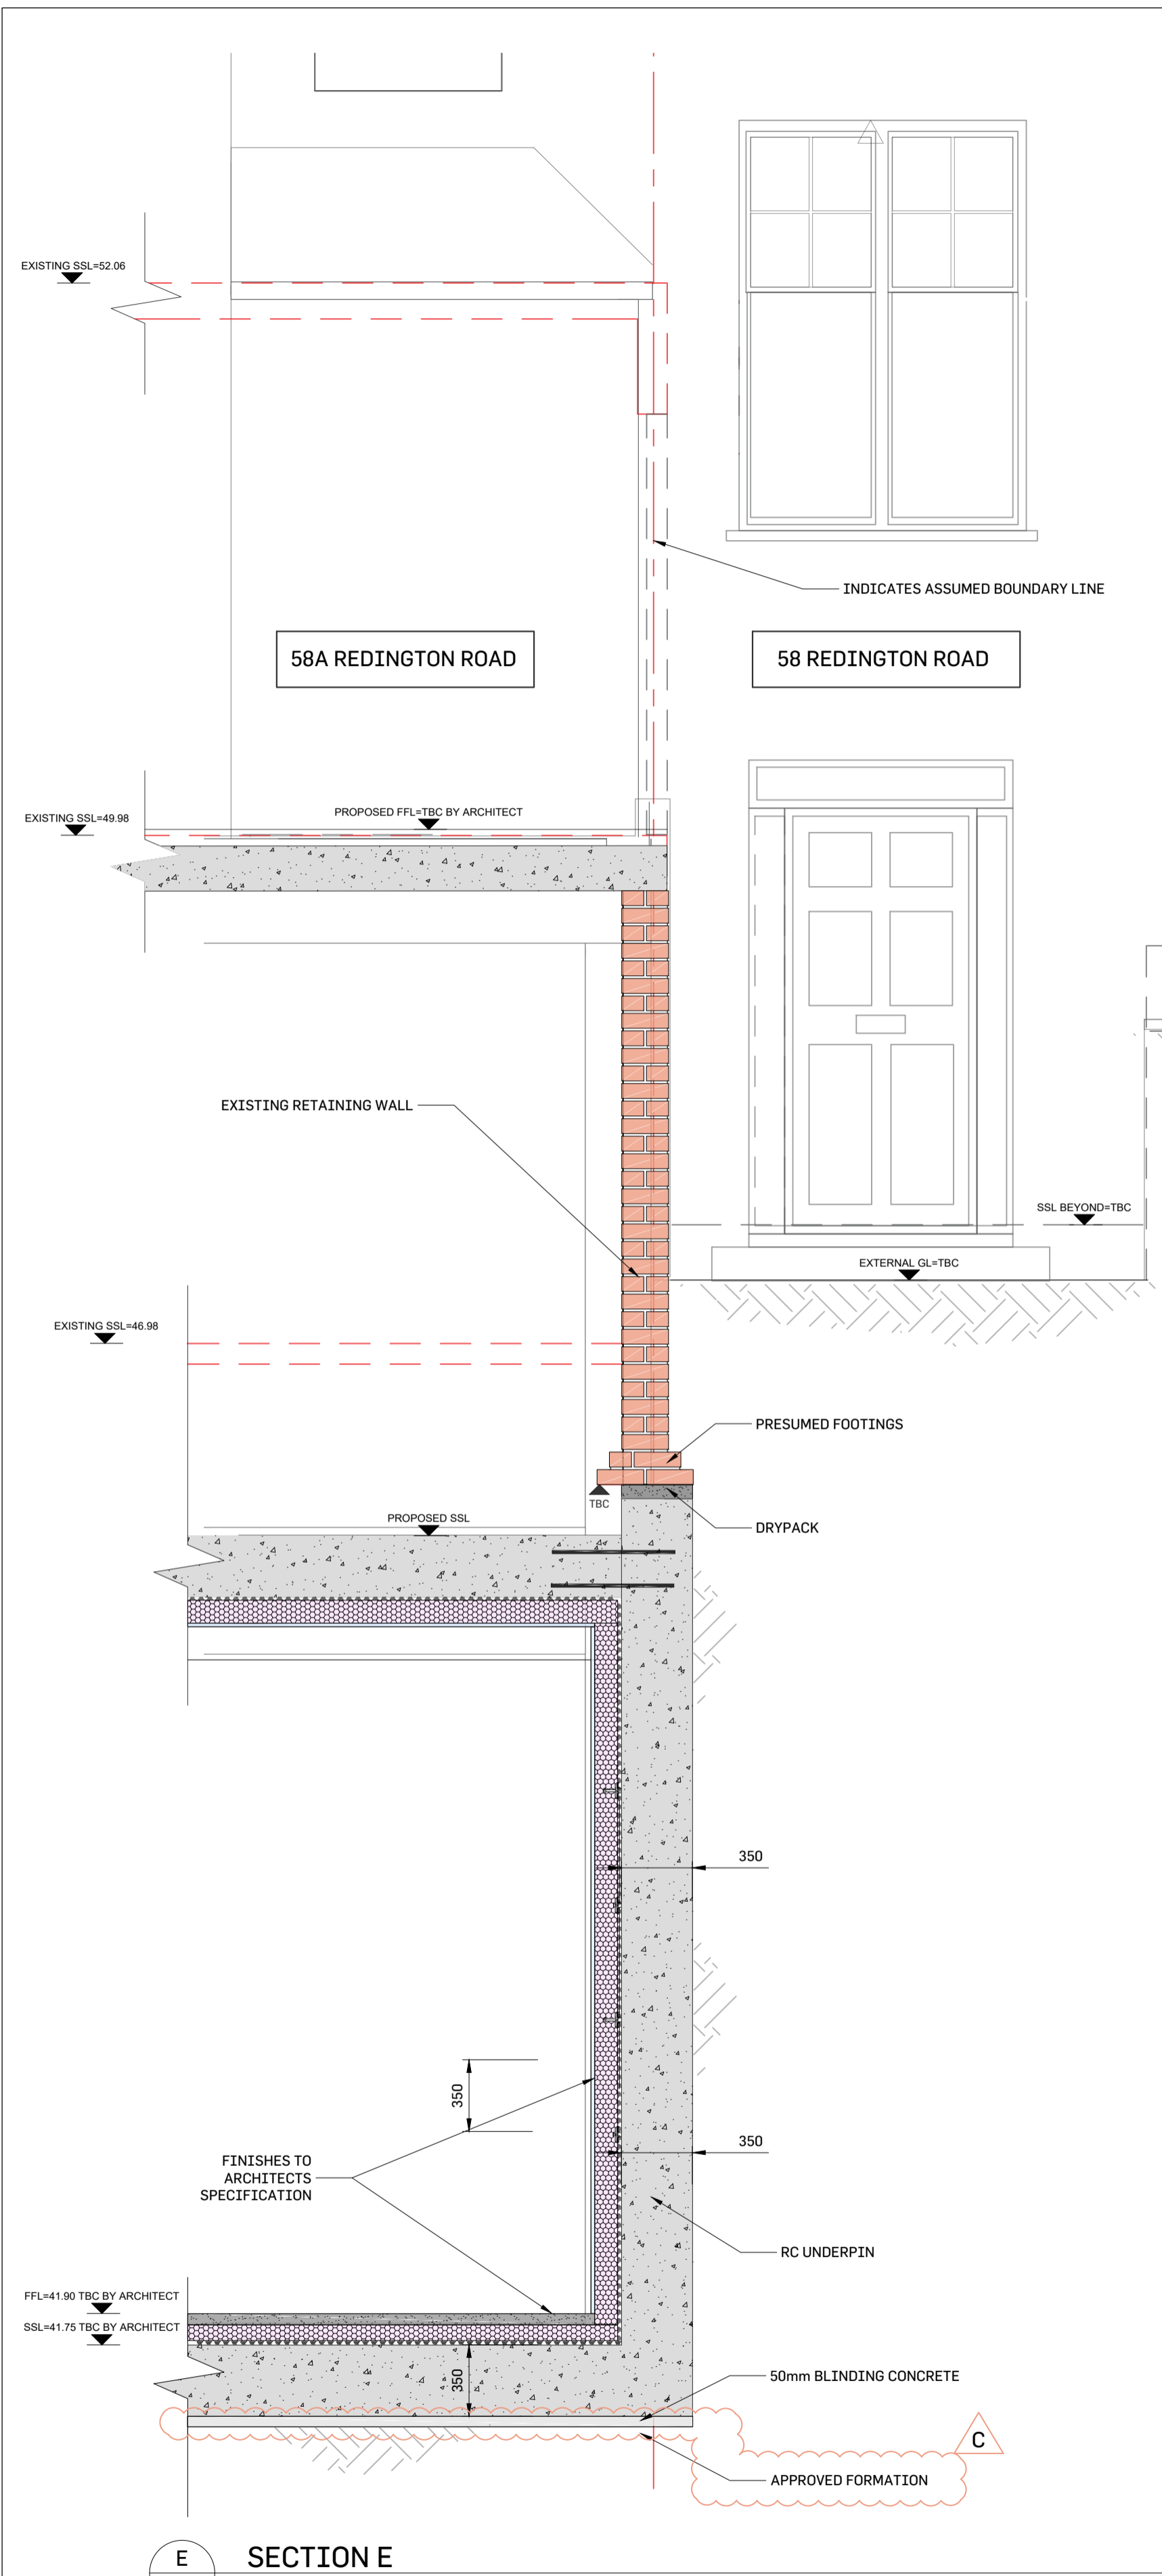 EXISTING SSL=52.06
INDICATES ASSUMED BOUNDARY LINE
58A REDINGTON ROAD
58 REDINGTON ROAD
PROPOSED FFL=TBC BY ARCHITECT
EXISTING SSL=49.98
EXISTING RETAINING WALL
SSL BEYOND=TBC
EXTERNAL GL=TBC
EXISTING SSL=46.98
PRESUMED FOOTINGS
TBC
PROPOSED SSL
DRYPACK
350
350
350
FINISHES TO
ARCHITECTS
SPECIFICATION
RC UNDERPIN
FFL=41.90 TBC BY ARCHITECT
SSL=41.75 TBC BY ARCHITECT
350
50mm BLINDING CONCRETE
C
APPROVED FORMATION
E
SECTION E